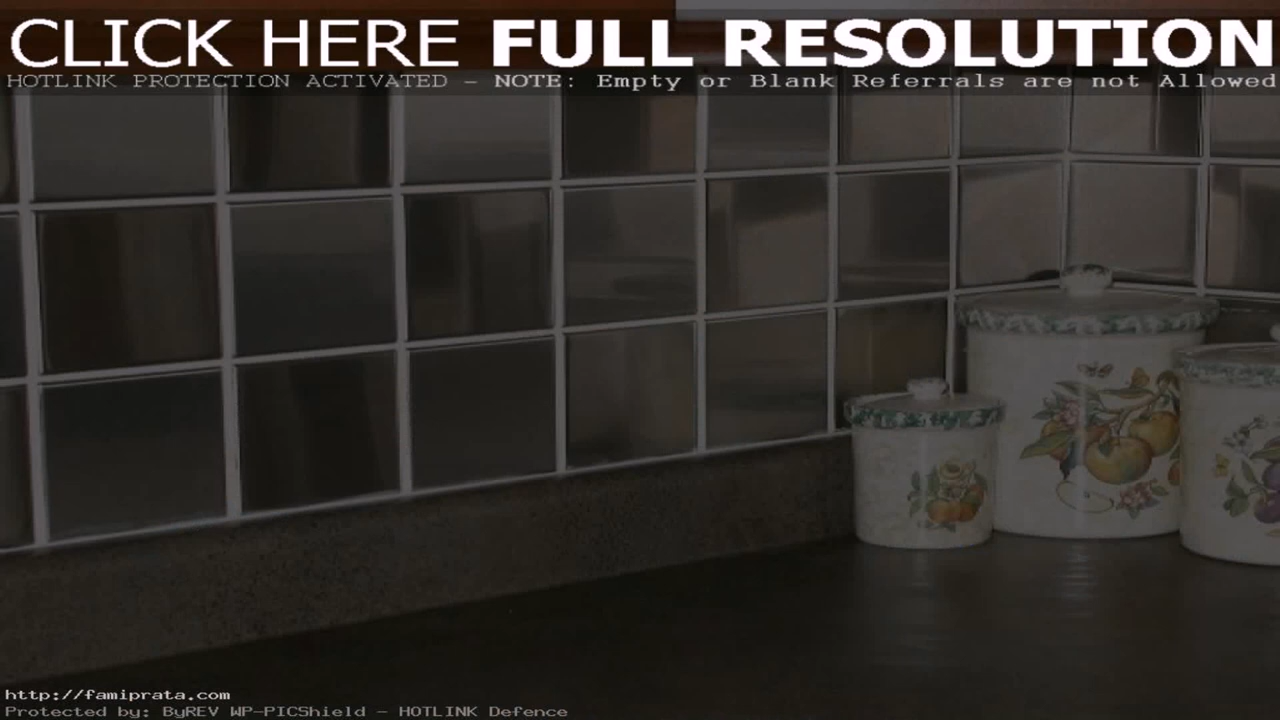 CLICK HERE FULL RESOLUTION
HOTLINK PROTECTION ACTIVATED - NOTE: Empty or Blank Referrals are not Allowed
http://famiprata.com
Protected by: ByREV WP-PICShield - HOTLINK Defence